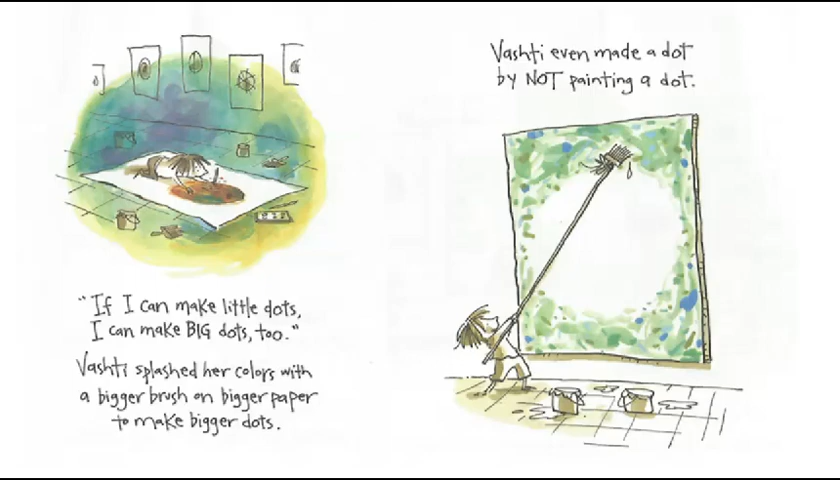 "If I can make little dots,
I can make BIG dots, too."
Vashti splashed her colors with
a bigger brush on bigger paper
to make bigger dots.
Vashti even made a dot
by NOT painting a dot.